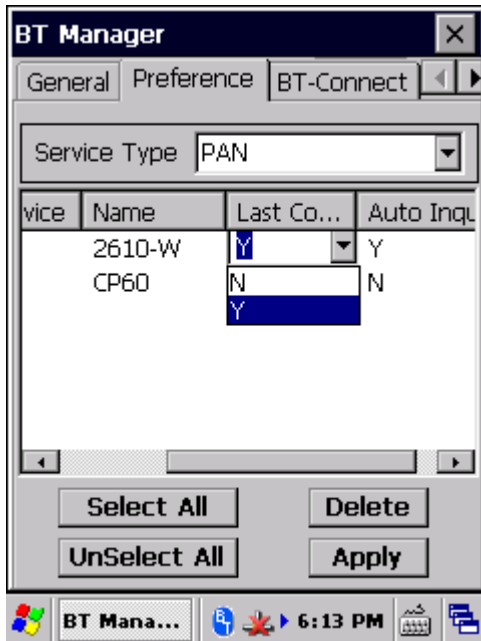 BT Manager
General Preference BT-Connect
Service Type PAN
vice Name Last Co... Auto Inqu
2610-W Y Y
CP60 N N
Y
Select All Delete
UnSelect All Apply
BT Mana... 6:13 PM